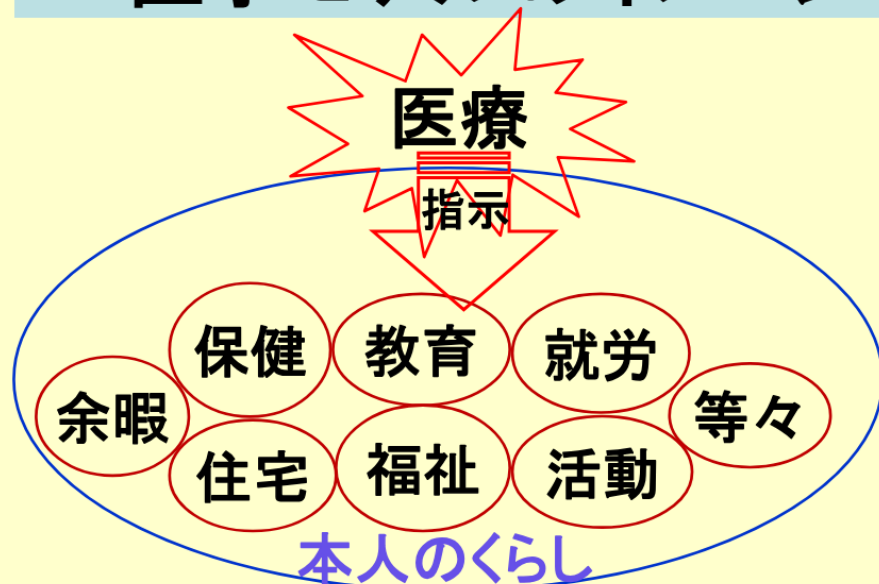 医療
指示
保健
教育
就労
余暇
等々
住宅
福祉
活動
本人のくらし